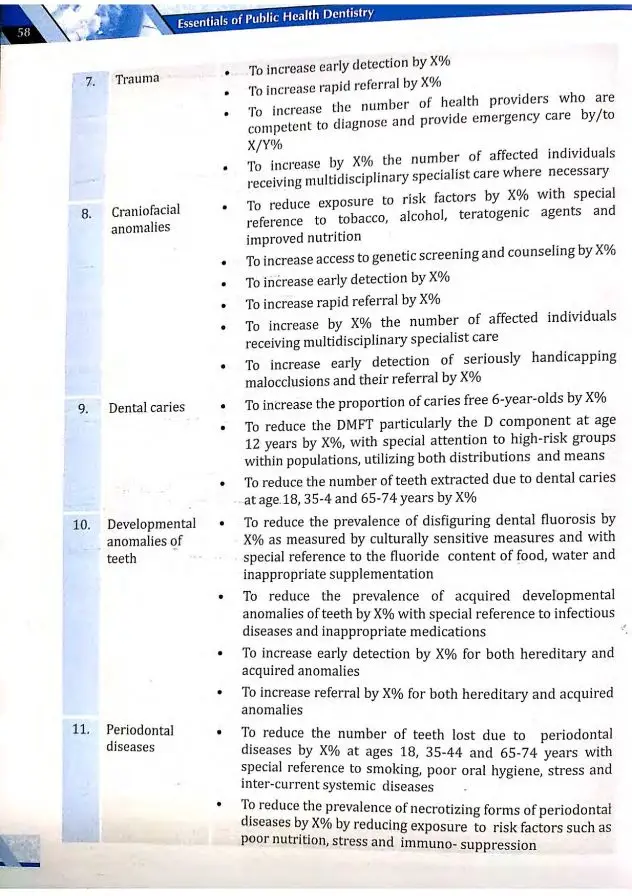 58
Essentials of Public Health Dentistry
7. Trauma
• To increase early detection by X%
• To increase rapid referral by X%
• To increase the number of health providers who are
competent to diagnose and provide emergency care by/to
X/Y%
• To increase by X% the number of affected individuals
receiving multidisciplinary specialist care where necessary
8. Craniofacial
anomalies
• To reduce exposure to risk factors by X% with special
reference to tobacco, alcohol, teratogenic agents and
improved nutrition
• To increase access to genetic screening and counseling by X%
• To increase early detection by X%
• To increase rapid referral by X%
• To increase by X% the number of affected individuals
receiving multidisciplinary specialist care
• To increase early detection of seriously handicapping
malocclusions and their referral by X%
9. Dental caries
• To increase the proportion of caries free 6-year-olds by X%
• To reduce the DMFT particularly the D component at age
12 years by X%, with special attention to high-risk groups
within populations, utilizing both distributions and means
• To reduce the number of teeth extracted due to dental caries
at age 18, 35-4 and 65-74 years by X%
10. Developmental
anomalies of
teeth
• To reduce the prevalence of disfiguring dental fluorosis by
X% as measured by culturally sensitive measures and with
special reference to the fluoride content of food, water and
inappropriate supplementation
• To reduce the prevalence of acquired developmental
anomalies of teeth by X% with special reference to infectious
diseases and inappropriate medications
• To increase early detection by X% for both hereditary and
acquired anomalies
• To increase referral by X% for both hereditary and acquired
anomalies
11. Periodontal
diseases
• To reduce the number of teeth lost due to periodontal
diseases by X% at ages 18, 35-44 and 65-74 years with
special reference to smoking, poor oral hygiene, stress and
inter-current systemic diseases
• To reduce the prevalence of necrotizing forms of periodontal
diseases by X% by reducing exposure to risk factors such as
poor nutrition, stress and immuno- suppression